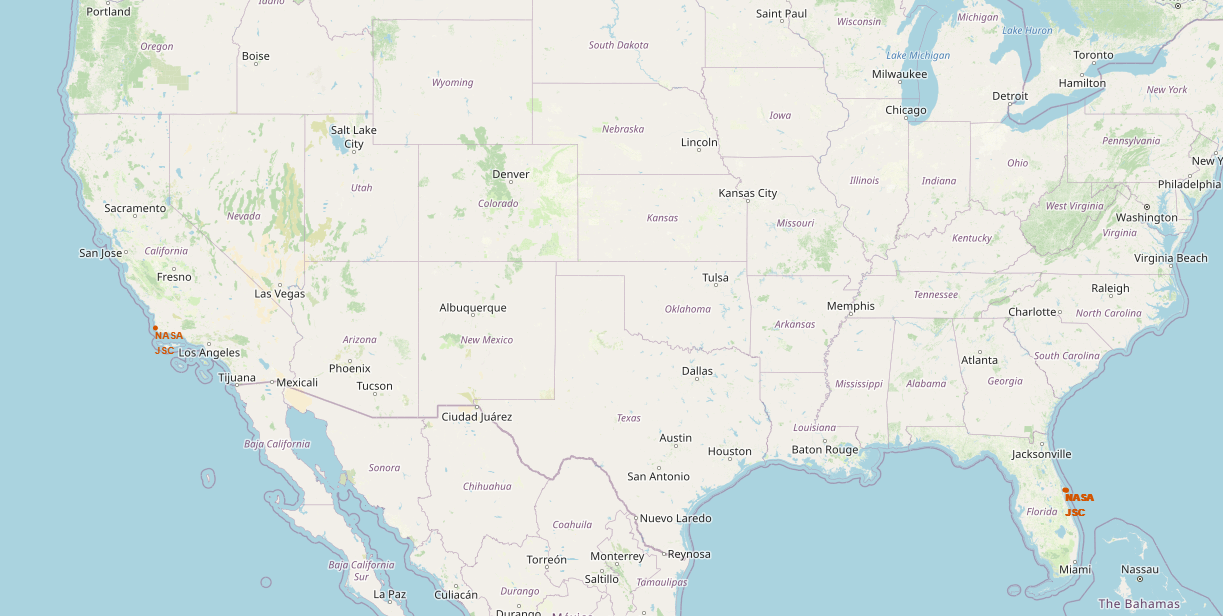 Idaho
Portland
Saint Paul
Wisconsin
Michigan
Lake Huron
Oregon
Boise
South Dakota
Lake Michigan
Toronto
Milwaukee
Wyoming
Hamilton
New York
Detroit
Chicago
Iowa
Salt Lake
City
Nebraska
Lincoln
Pennsylvania
New Y
Ohio
Denver
Utah
Illinois
Indiana
Philadelphia
Kansas City
Colorado
Sacramento
Nevada
Kansas
Missouri
West Virginia
Washington
Virginia
Kentucky
San Jose
California
Virginia Beach
Fresno
Tulsa
Las Vegas
Raleigh
Tennessee
Albuquerque
Oklahoma
Memphis
Charlotte
North Carolina
Arkansas
NASA
JSC
Los Angeles
Arizona
New Mexico
South Carolina
Atlanta
Phoenix
Dallas
Tijuana
Mexicali
Tucson
Mississippi
Alabama
Georgia
Ciudad Juárez
Texas
Louisiana
Austin
Baja California
Houston
Baton Rouge
Jacksonville
Sonora
San Antonio
Chihuahua
NASA
JSC
Florida
Nuevo Laredo
Coahuila
Reynosa
Monterrey
Torreón
Baja California
Sur
Saltillo
Tamaulipas
Miami
Nassau
La Paz
Culiacán
Durango
The Bahamas
Durango
México